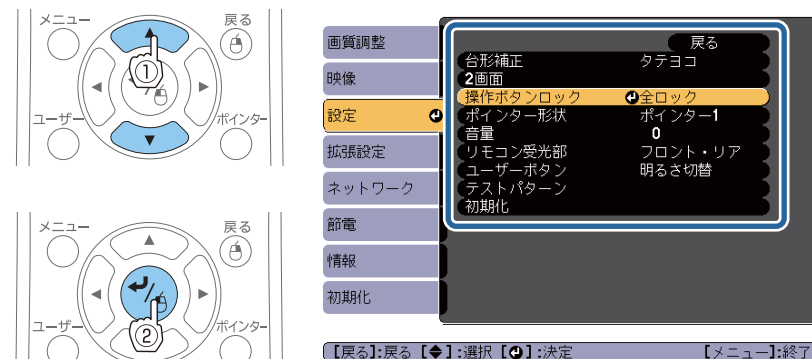 メニュー
戻る
①
ユーザー
ポインター
メニュー
戻る
ユーザー
ポインター
②
画質調整
映像
設定
拡張設定
ネットワーク
節電
情報
初期化
戻る
台形補正 タテヨコ
2画面
操作ボタンロック 全ロック
ポインター形状 ポインター1
音量 0
リモコン受光部 フロント・リア
ユーザーボタン 明るさ切替
テストパターン
初期化
【戻る】:戻る 【◆】:選択 【⏎】:決定 【メニュー】:終了